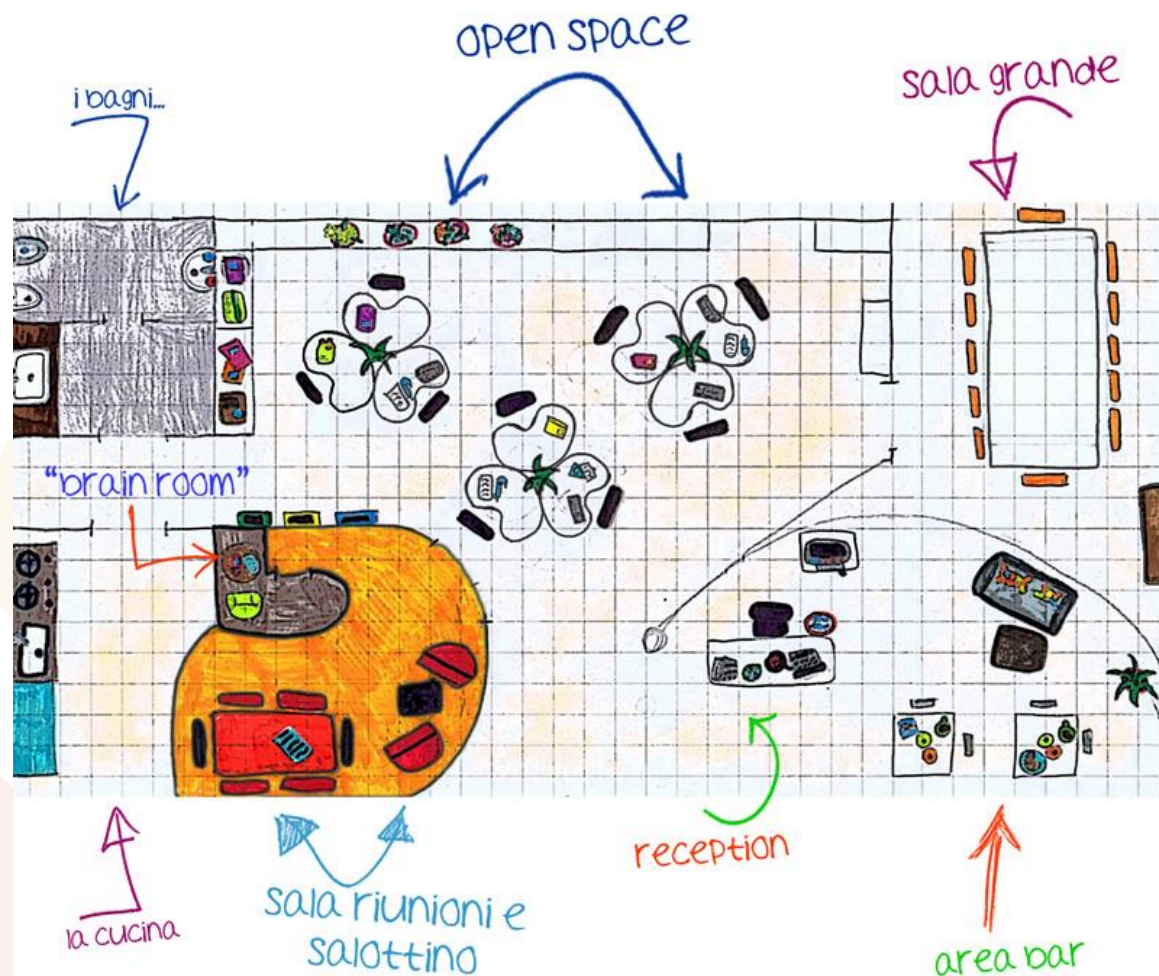 open space
sala grande
i bagni...
"brain room"
reception
sala riunioni e
salottino
la cucina
area bar